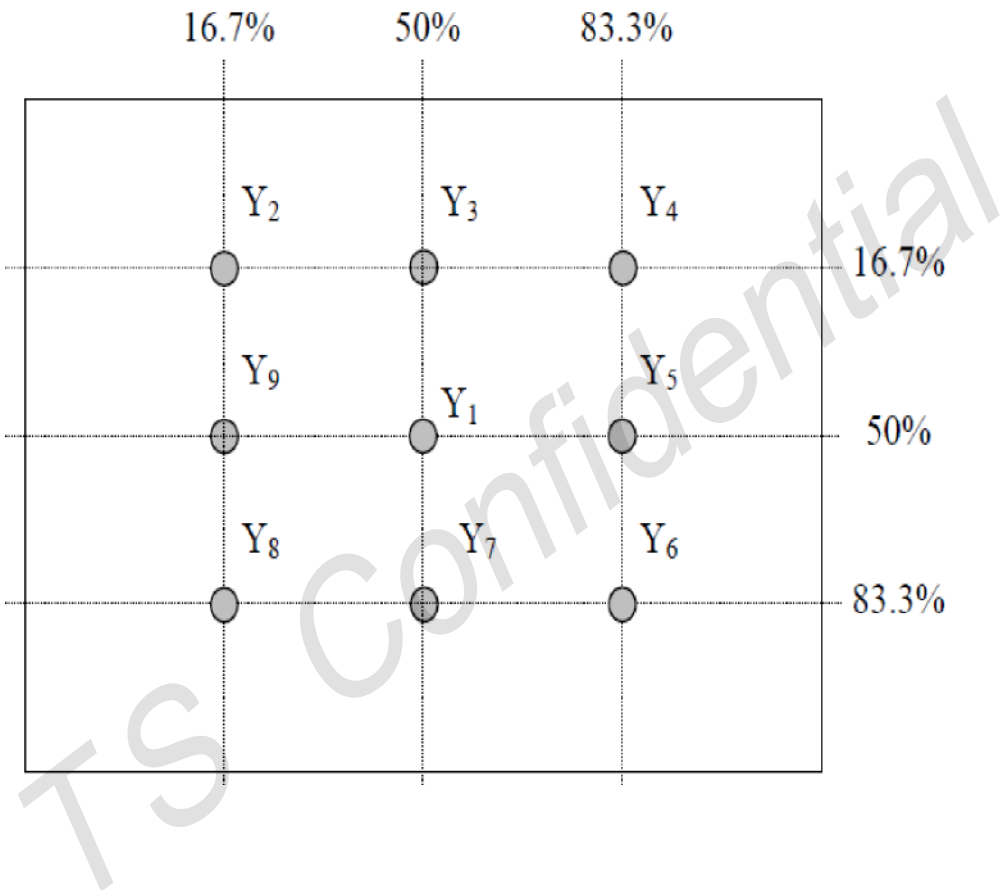 16.7% 50% 83.3%
Y2 Y3 Y4
16.7%
Y9 Y1 Y5
50%
Y8 Y7 Y6
83.3%
TS Confidential